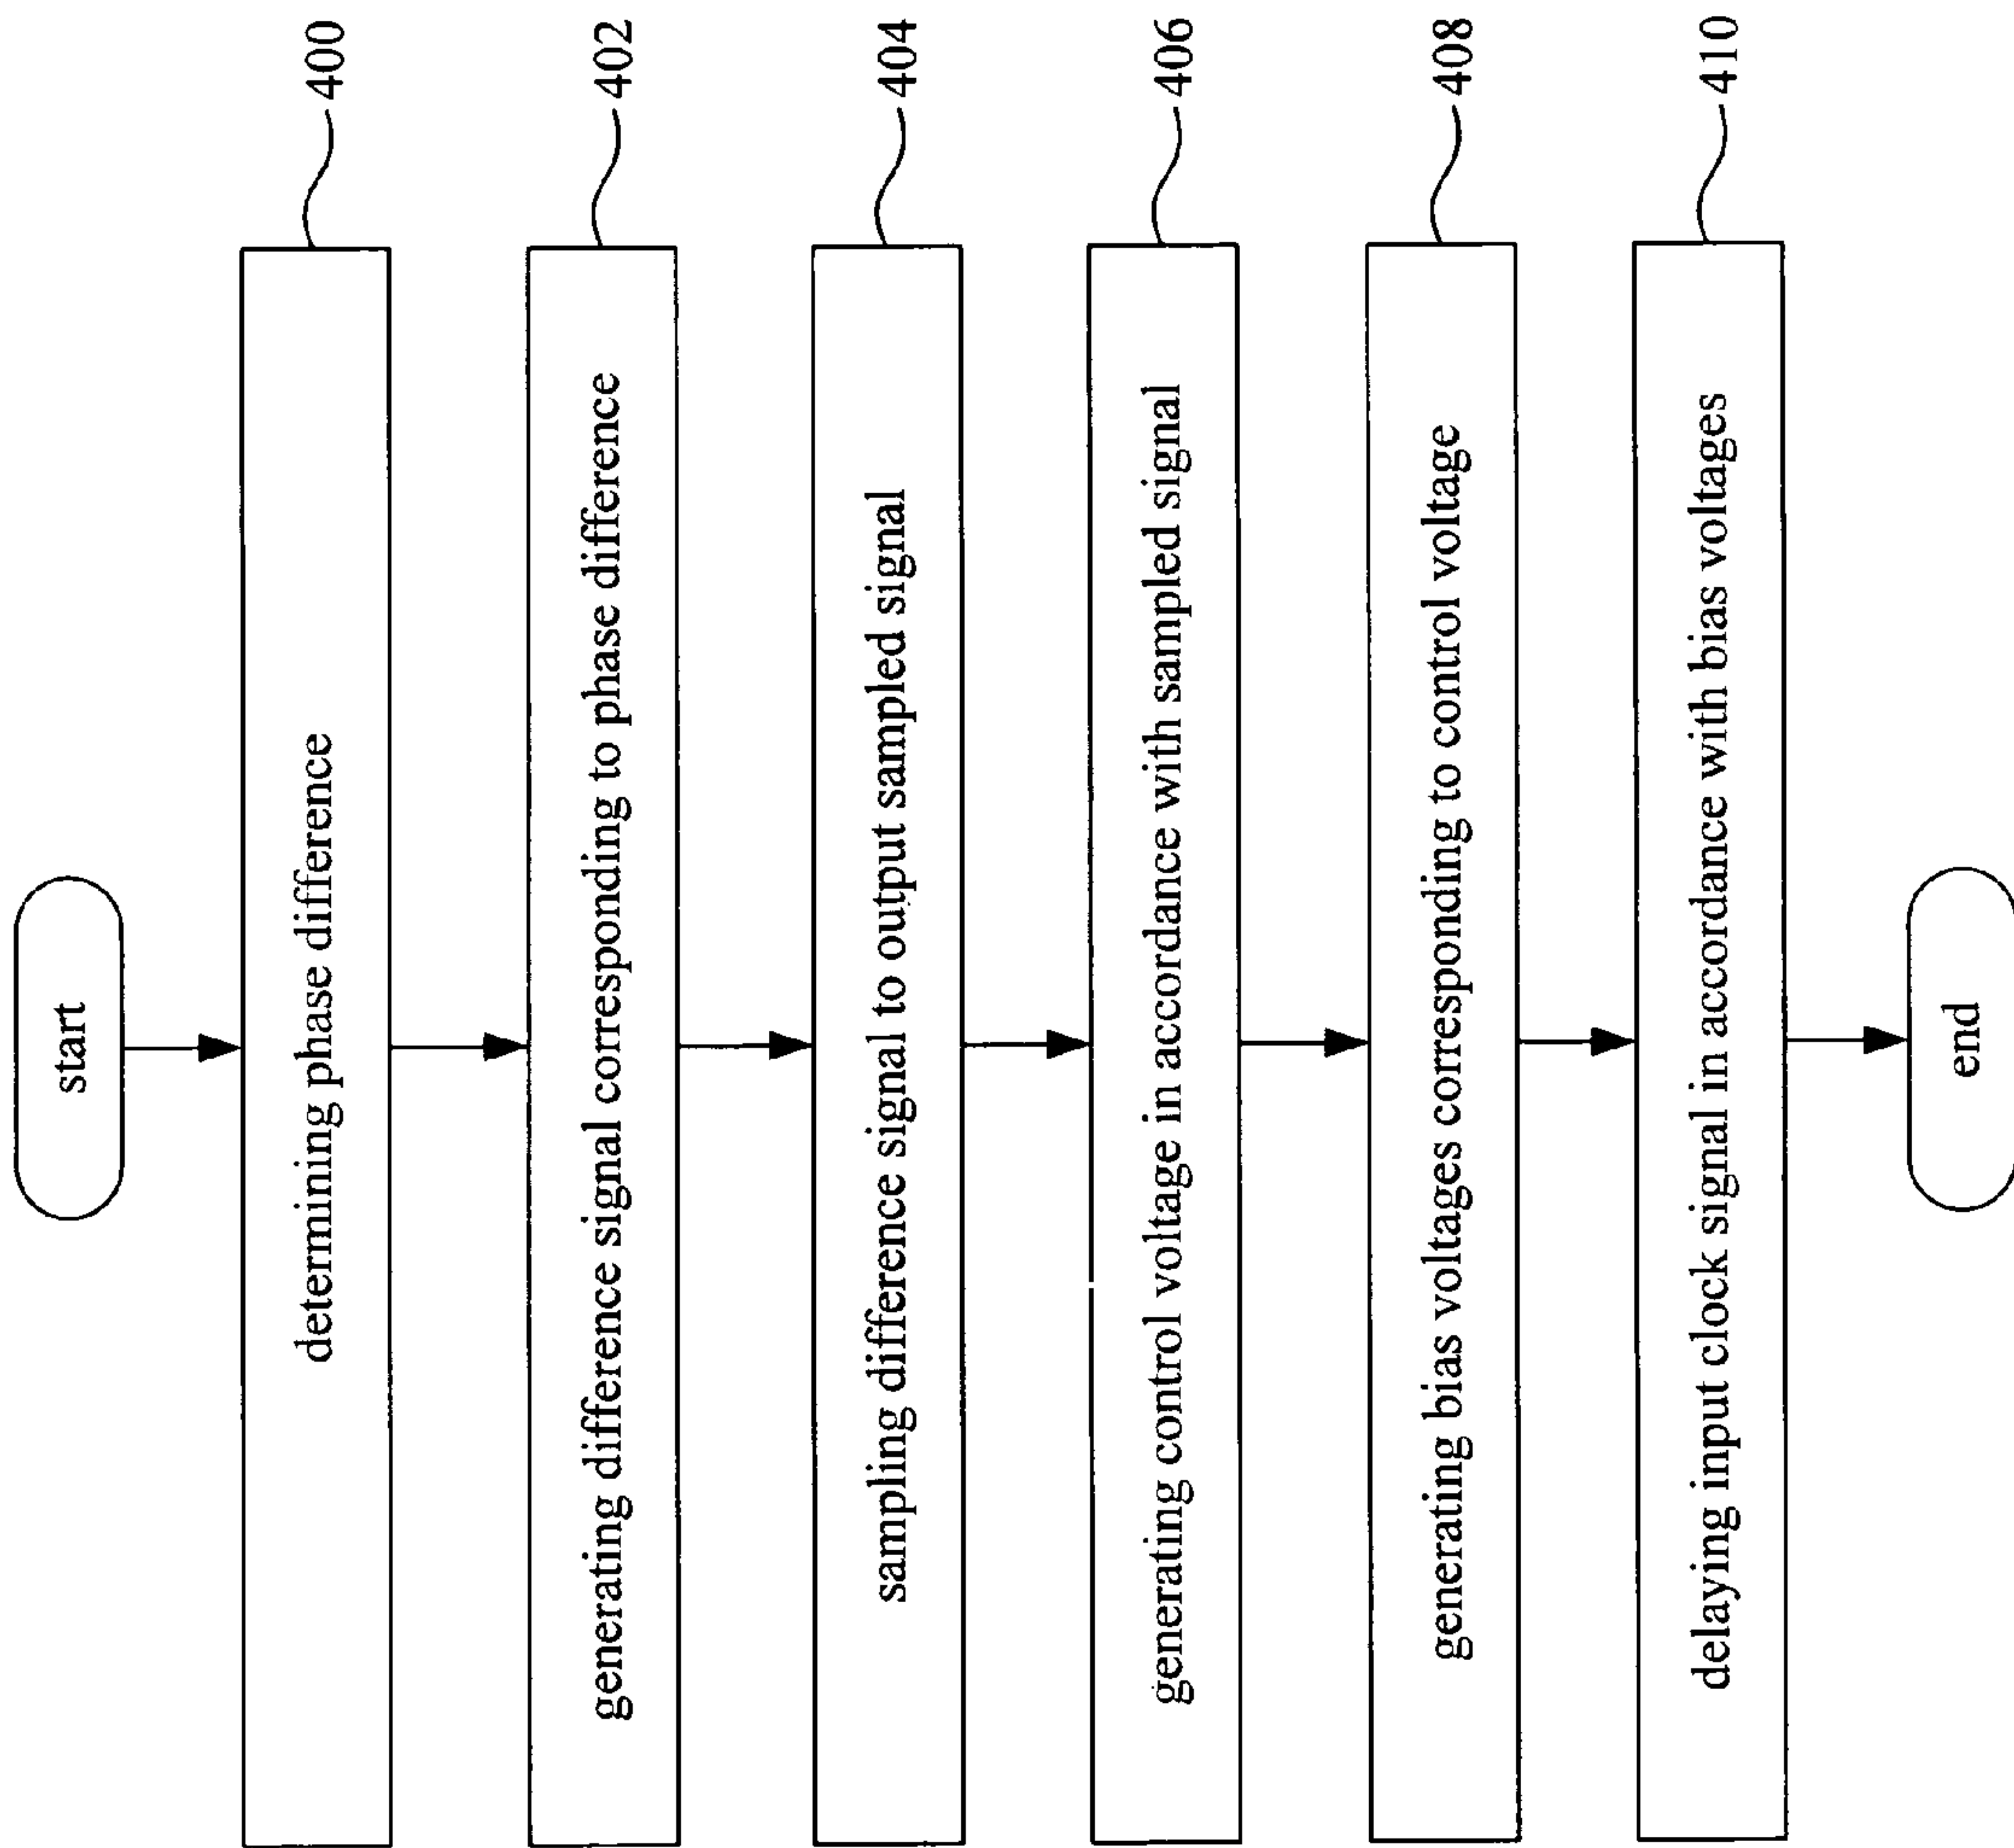 start
determining phase difference
400
generating difference signal corresponding to phase difference
402
sampling difference signal to output sampled signal
404
generating control voltage in accordance with sampled signal
406
generating bias voltages corresponding to control voltage
408
delaying input clock signal in accordance with bias voltages
410
end